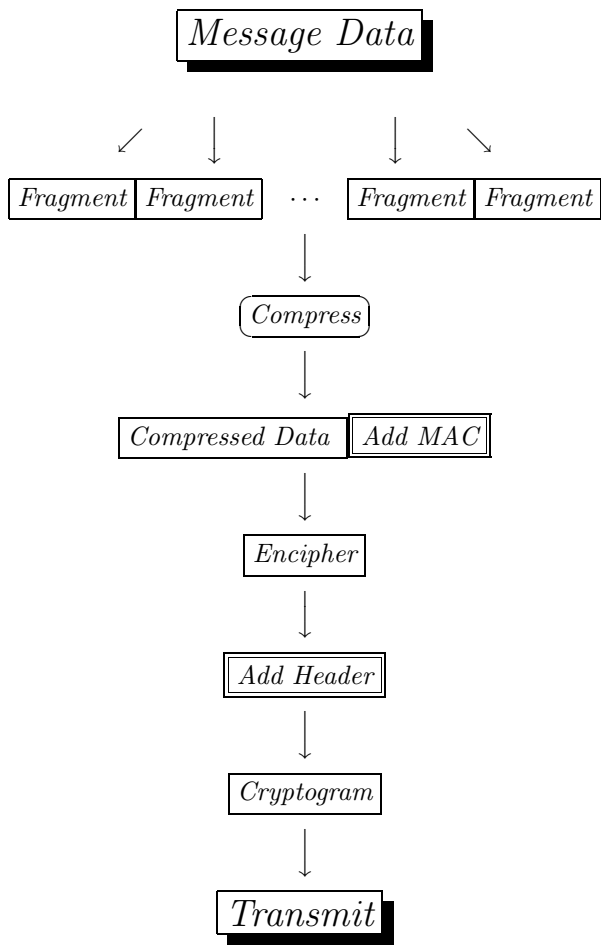 Message Data
Fragment Fragment ... Fragment Fragment
Compress
Compressed Data Add MAC
Encipher
Add Header
Cryptogram
Transmit